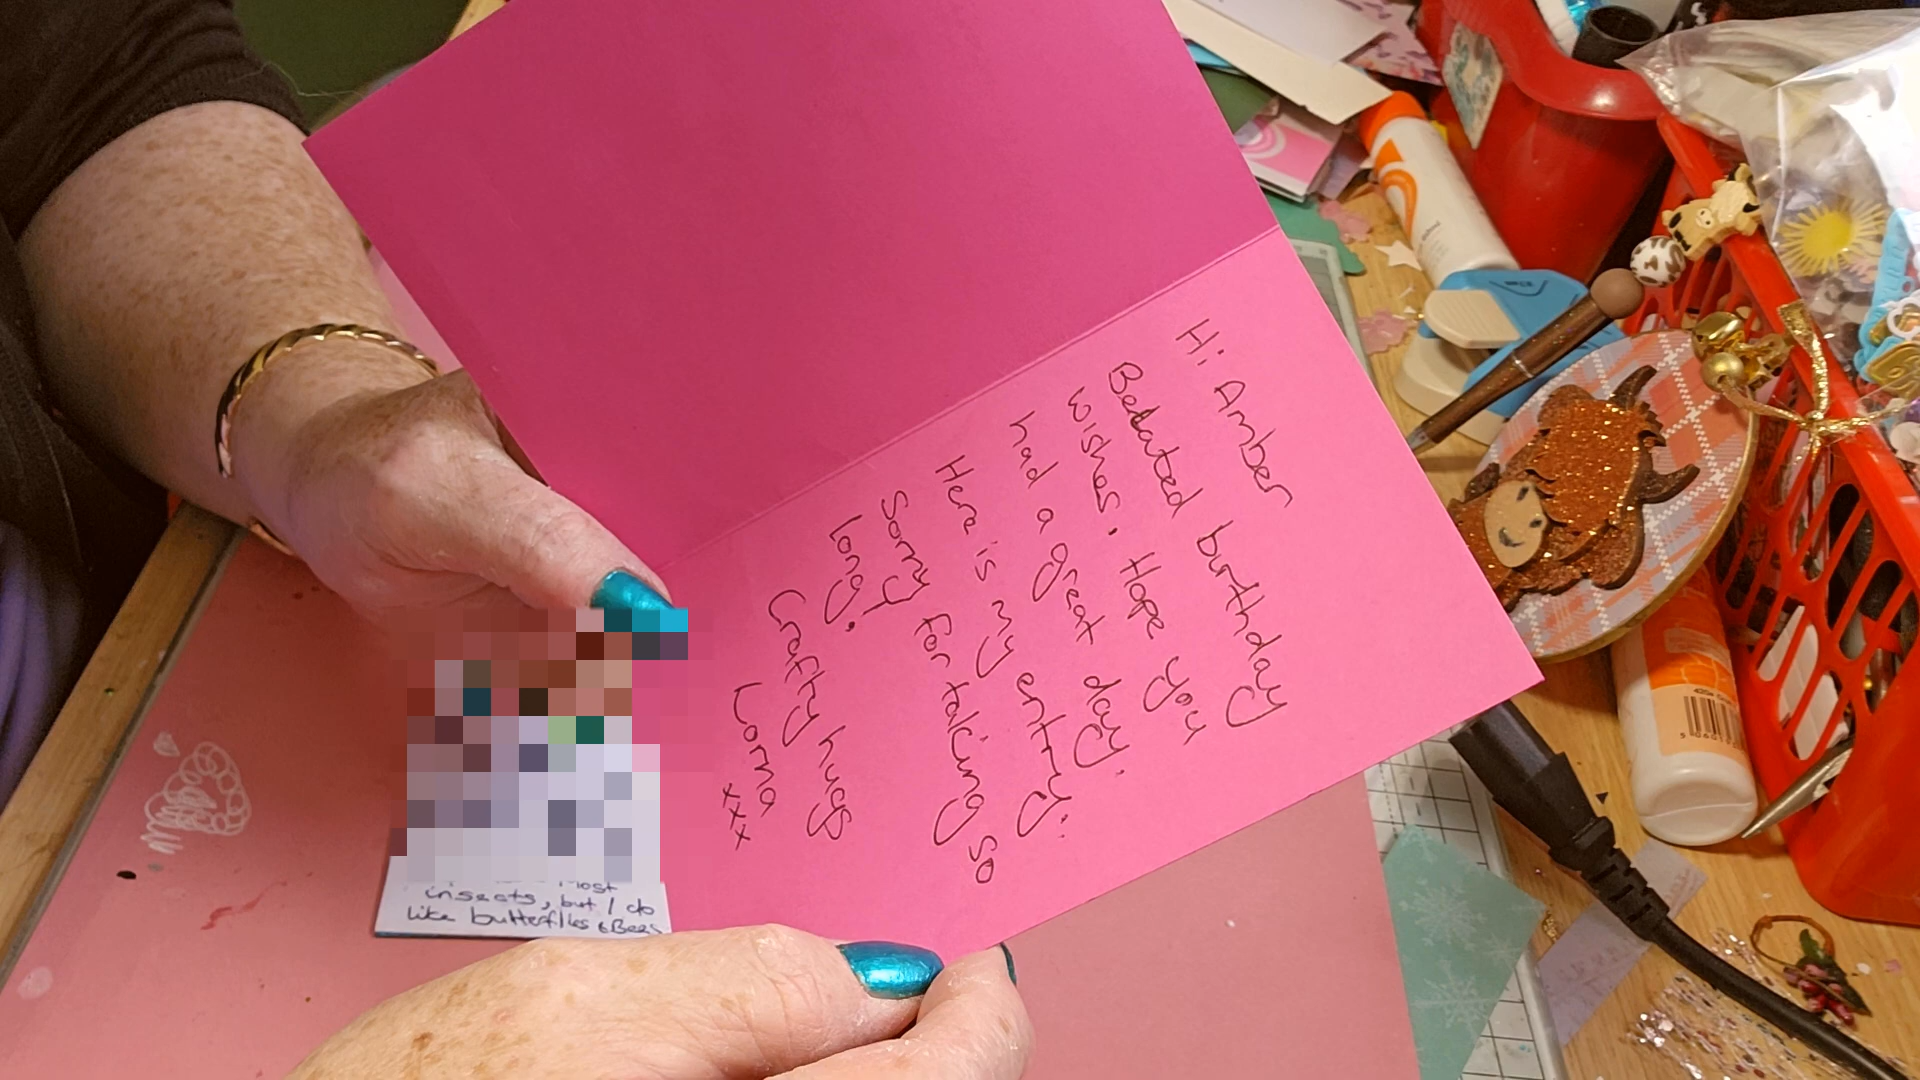 Hi Amber
Belated birthday
wishes. Hope you
had a great day.
Here is my entry.
Sorry for taking so
long.
Crafty hugs
Lorna
xxx
most
insects, but I do
like butterflies & Bees